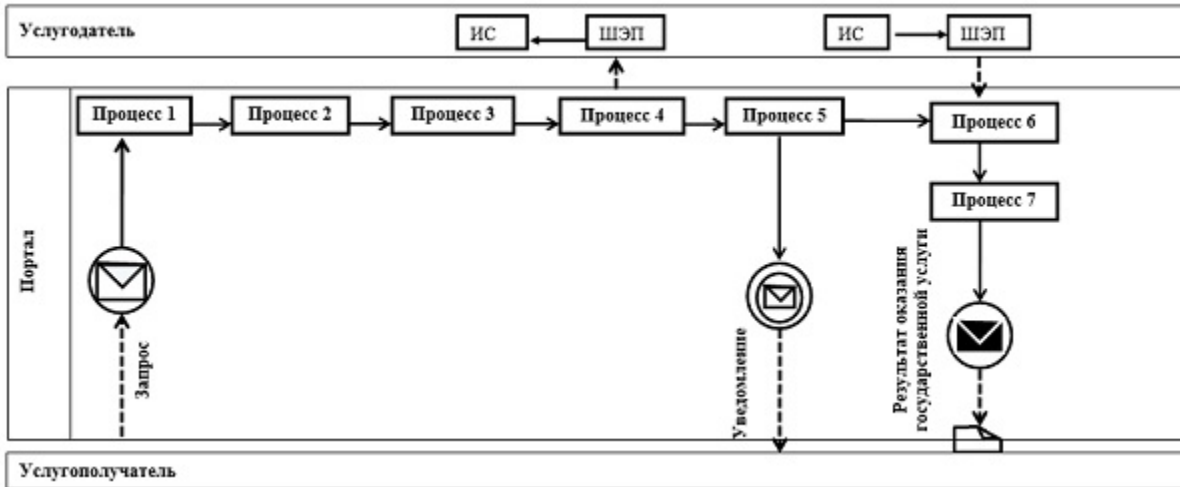 Услугодатель
ИС
ШЭП
ИС
ШЭП
Портал
Процесс 1
Процесс 2
Процесс 3
Процесс 4
Процесс 5
Процесс 6
Процесс 7
Запрос
Уведомление
Результат оказания
государственной услуги
Услугополучатель